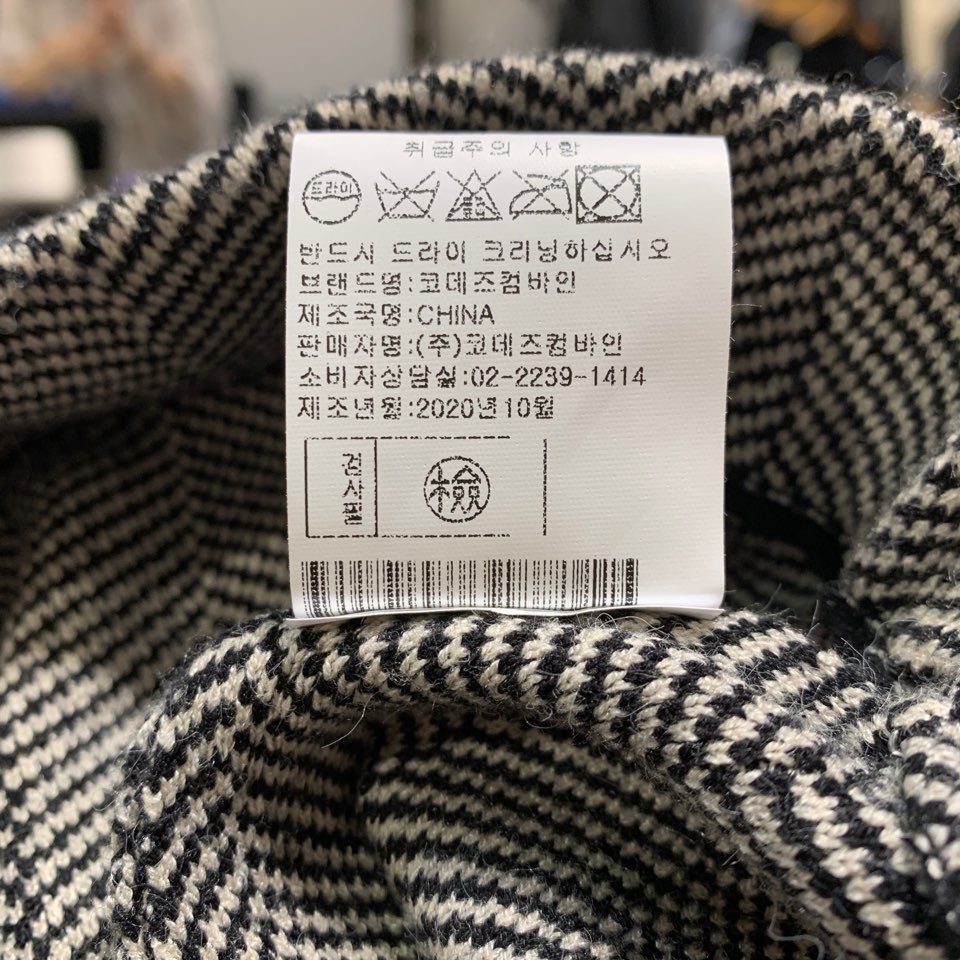 취급주의 사항
드라이
반드시 드라이 크리닝하십시오
브랜드명:코데즈컴바인
제조국명:CHINA
판매자명:(주)코데즈컴바인
소비자상담실:02-2239-1414
제조년월:2020년10월
검사필
檢